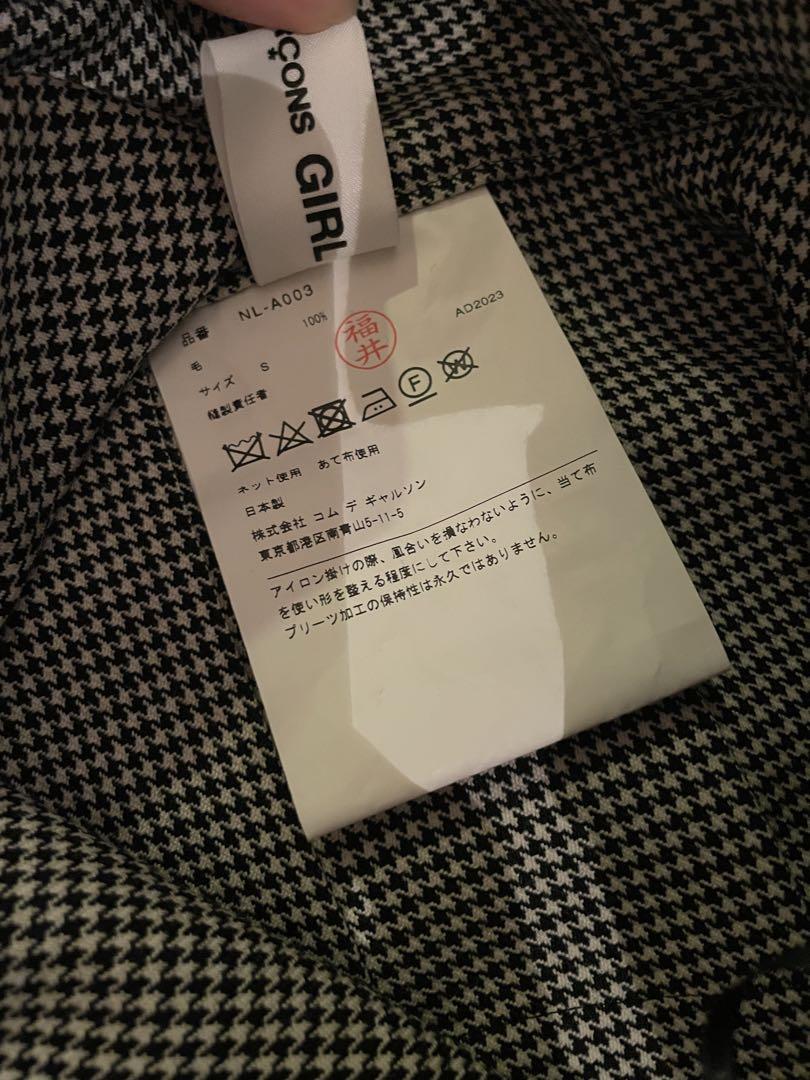 RÇONS GIRL
品番 NL-A003
毛 100% AD2023
サイズ S
縫製責任者 福井
F W
ネット使用 あて布使用
日本製
株式会社 コム デ ギャルソン
東京都港区南青山5-11-5
アイロン掛けの際、風合いを損なわないように、当て布
を使い形を整える程度にして下さい。
プリーツ加工の保持性は永久ではありません。